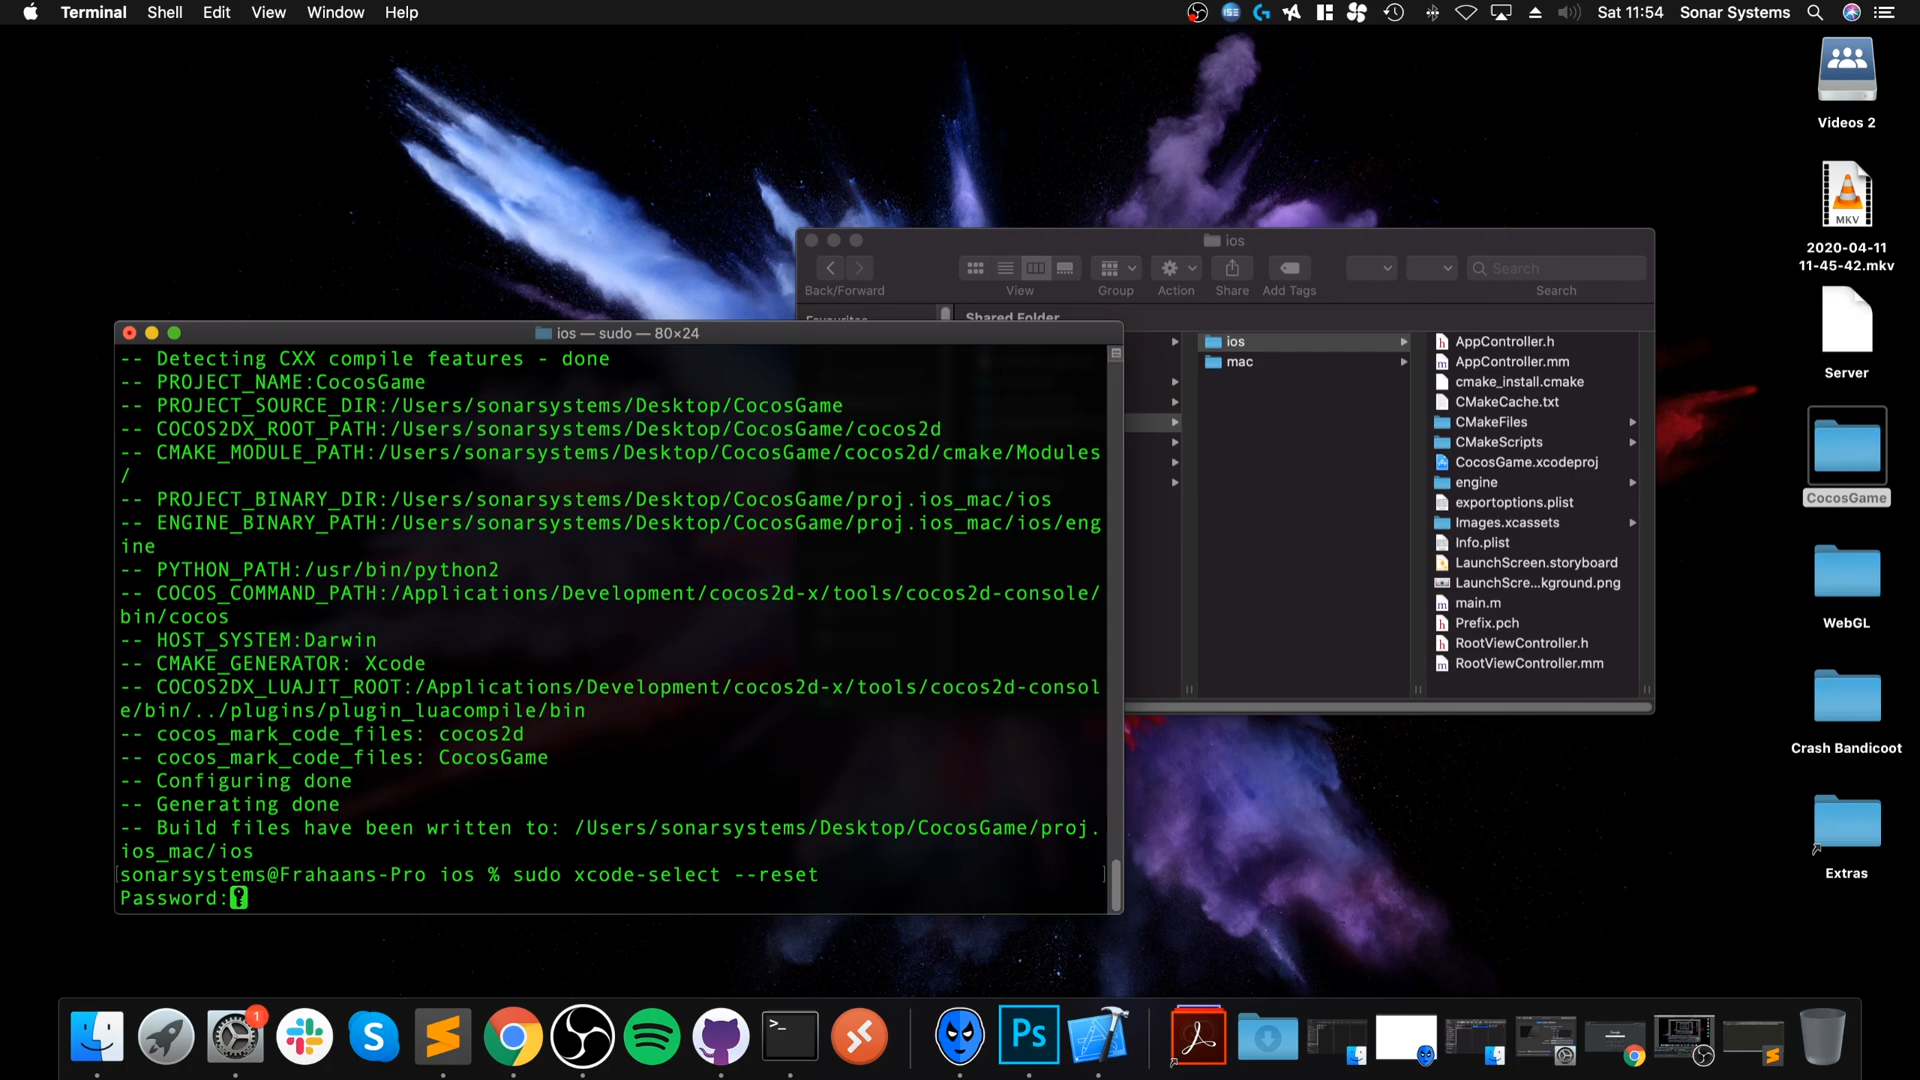 Terminal Shell Edit View Window Help
ISE
Sat 11:54 Sonar Systems
Videos 2
MKV
2020-04-11
11-45-42.mkv
Server
CocosGame
WebGL
Crash Bandicoot
Extras
ios
Back/Forward View Group Action Share Add Tags Search
Search
Shared Folder
ios
mac
AppController.h
AppController.mm
cmake_install.cmake
CMakeCache.txt
CMakeFiles
CMakeScripts
CocosGame.xcodeproj
engine
exportoptions.plist
Images.xcassets
Info.plist
LaunchScreen.storyboard
LaunchScre...kground.png
main.m
Prefix.pch
RootViewController.h
RootViewController.mm
ios — sudo — 80×24
-- Detecting CXX compile features - done
-- PROJECT_NAME:CocosGame
-- PROJECT_SOURCE_DIR:/Users/sonarsystems/Desktop/CocosGame
-- COCOS2DX_ROOT_PATH:/Users/sonarsystems/Desktop/CocosGame/cocos2d
-- CMAKE_MODULE_PATH:/Users/sonarsystems/Desktop/CocosGame/cocos2d/cmake/Modules
/
-- PROJECT_BINARY_DIR:/Users/sonarsystems/Desktop/CocosGame/proj.ios_mac/ios
-- ENGINE_BINARY_PATH:/Users/sonarsystems/Desktop/CocosGame/proj.ios_mac/ios/eng
ine
-- PYTHON_PATH:/usr/bin/python2
-- COCOS_COMMAND_PATH:/Applications/Development/cocos2d-x/tools/cocos2d-console/
bin/cocos
-- HOST_SYSTEM:Darwin
-- CMAKE_GENERATOR: Xcode
-- COCOS2DX_LUAJIT_ROOT:/Applications/Development/cocos2d-x/tools/cocos2d-consol
e/bin/../plugins/plugin_luacompile/bin
-- cocos_mark_code_files: cocos2d
-- cocos_mark_code_files: CocosGame
-- Configuring done
-- Generating done
-- Build files have been written to: /Users/sonarsystems/Desktop/CocosGame/proj.
ios_mac/ios
[sonarsystems@Frahaans-Pro ios % sudo xcode-select --reset ]
Password:
1
S
>_
Ps